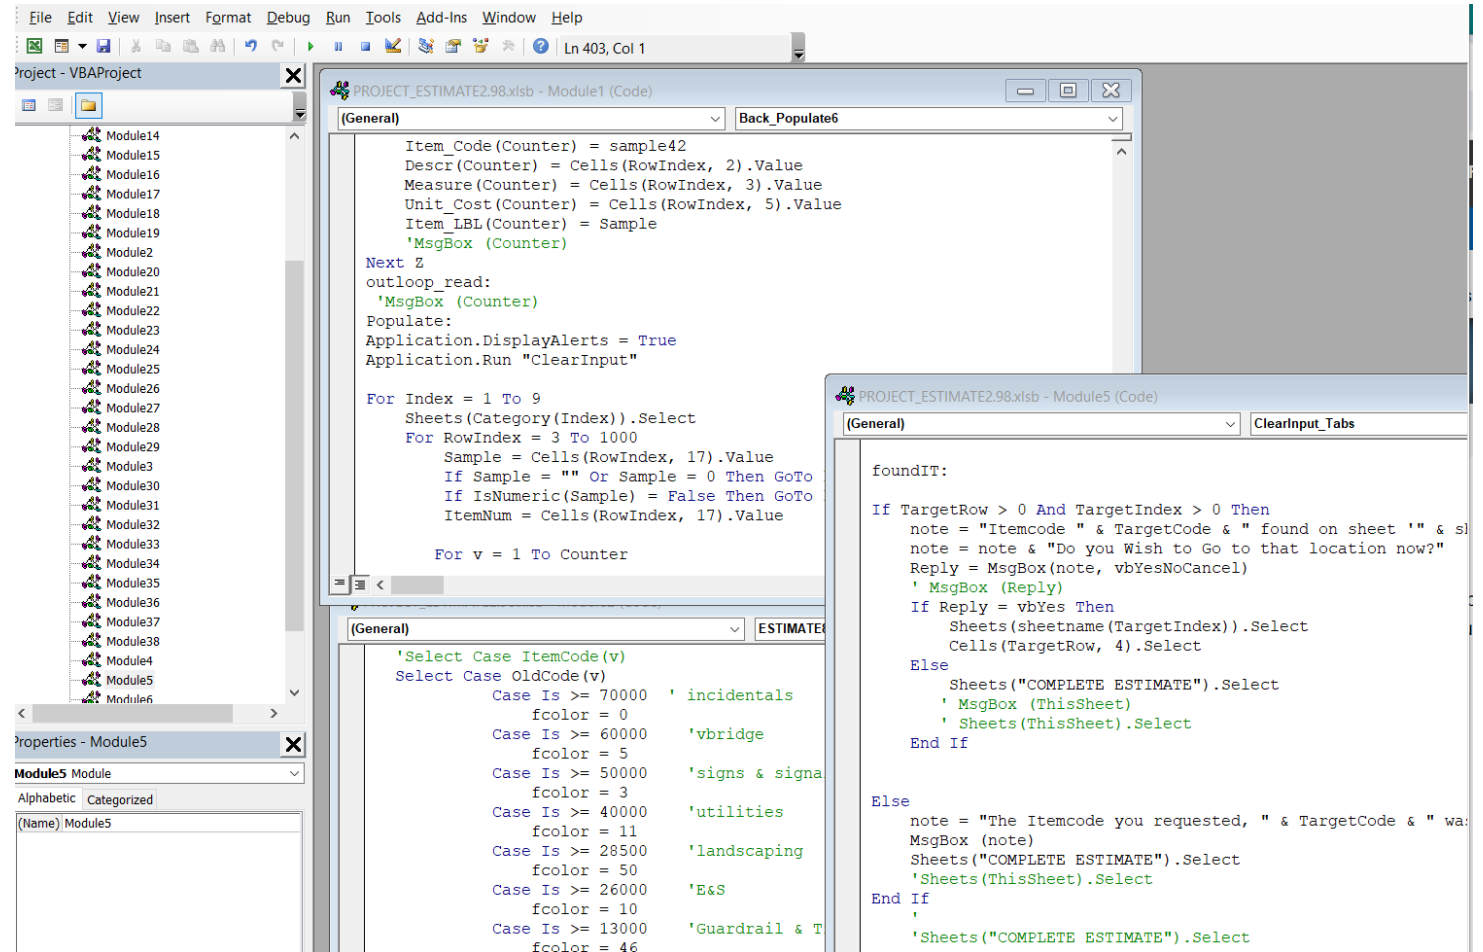 File Edit View Insert Format Debug Run Tools Add-Ins Window Help
Ln 403, Col 1
Project - VBAProject
Module14
Module15
Module16
Module17
Module18
Module19
Module2
Module20
Module21
Module22
Module23
Module24
Module25
Module26
Module27
Module28
Module29
Module3
Module30
Module31
Module32
Module33
Module34
Module35
Module36
Module37
Module38
Module4
Module5
Module6
Properties - Module5
Module5 Module
Alphabetic Categorized
(Name) Module5
PROJECT_ESTIMATE2.98.xlsb - Module1 (Code)
(General) Back_Populate6
Item_Code(Counter) = sample42
Descr(Counter) = Cells(RowIndex, 2).Value
Measure(Counter) = Cells(RowIndex, 3).Value
Unit_Cost(Counter) = Cells(RowIndex, 5).Value
Item_LBL(Counter) = Sample
'MsgBox (Counter)
Next Z
outloop_read:
'MsgBox (Counter)
Populate:
Application.DisplayAlerts = True
Application.Run "ClearInput"
For Index = 1 To 9
Sheets(Category(Index)).Select
For RowIndex = 3 To 1000
Sample = Cells(RowIndex, 17).Value
If Sample = "" Or Sample = 0 Then GoTo
If IsNumeric(Sample) = False Then GoTo
ItemNum = Cells(RowIndex, 17).Value
For v = 1 To Counter
(General) ESTIMATE
'Select Case ItemCode(v)
Select Case OldCode(v)
Case Is >= 70000 ' incidentals
fcolor = 0
Case Is >= 60000 'vbridge
fcolor = 5
Case Is >= 50000 'signs & signa
fcolor = 3
Case Is >= 40000 'utilities
fcolor = 11
Case Is >= 28500 'landscaping
fcolor = 50
Case Is >= 26000 'E&S
fcolor = 10
Case Is >= 13000 'Guardrail & T
fcolor = 46
PROJECT_ESTIMATE2.98.xlsb - Module5 (Code)
(General) ClearInput_Tabs
foundIT:
If TargetRow > 0 And TargetIndex > 0 Then
note = "Itemcode " & TargetCode & " found on sheet '" & s
note = note & "Do you Wish to Go to that location now?"
Reply = MsgBox(note, vbYesNoCancel)
' MsgBox (Reply)
If Reply = vbYes Then
Sheets(sheetname(TargetIndex)).Select
Cells(TargetRow, 4).Select
Else
Sheets("COMPLETE ESTIMATE").Select
' MsgBox (ThisSheet)
' Sheets(ThisSheet).Select
End If
Else
note = "The Itemcode you requested, " & TargetCode & " wa
MsgBox (note)
Sheets("COMPLETE ESTIMATE").Select
'Sheets(ThisSheet).Select
End If
'
'Sheets("COMPLETE ESTIMATE").Select